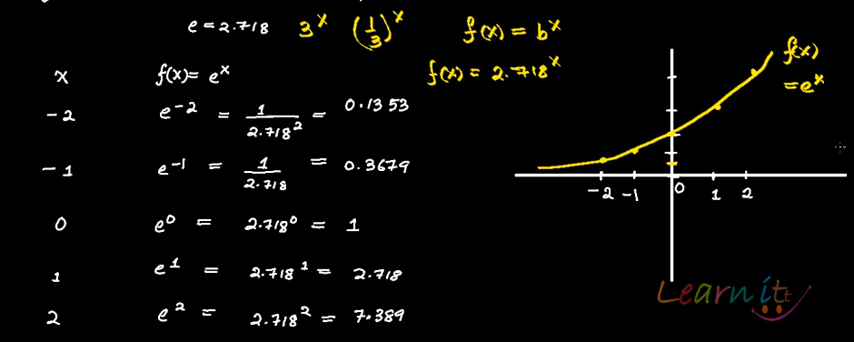 e = 2.718 3^x (1/3)^x f(x) = b^x
x f(x) = e^x f(x) = 2.718^x f(x) = e^x
-2 e^-2 = 1/2.718^2 = 0.1353
-1 e^-1 = 1/2.718 = 0.3679
-2 -1 0 1 2
0 e^0 = 2.718^0 = 1
1 e^1 = 2.718^1 = 2.718
2 e^2 = 2.718^2 = 7.389
Learnitt